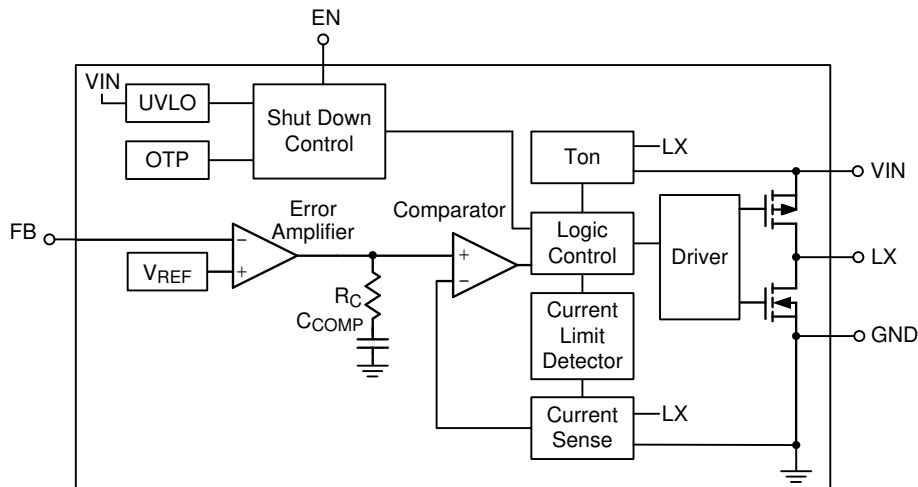 EN
VIN
UVLO
Shut Down
Control
OTP
Ton
LX
VIN
Error
Amplifier
Comparator
FB
−
+
VREF
+
−
Logic
Control
Driver
LX
RC
CCOMP
Current
Limit
Detector
GND
Current
Sense
LX